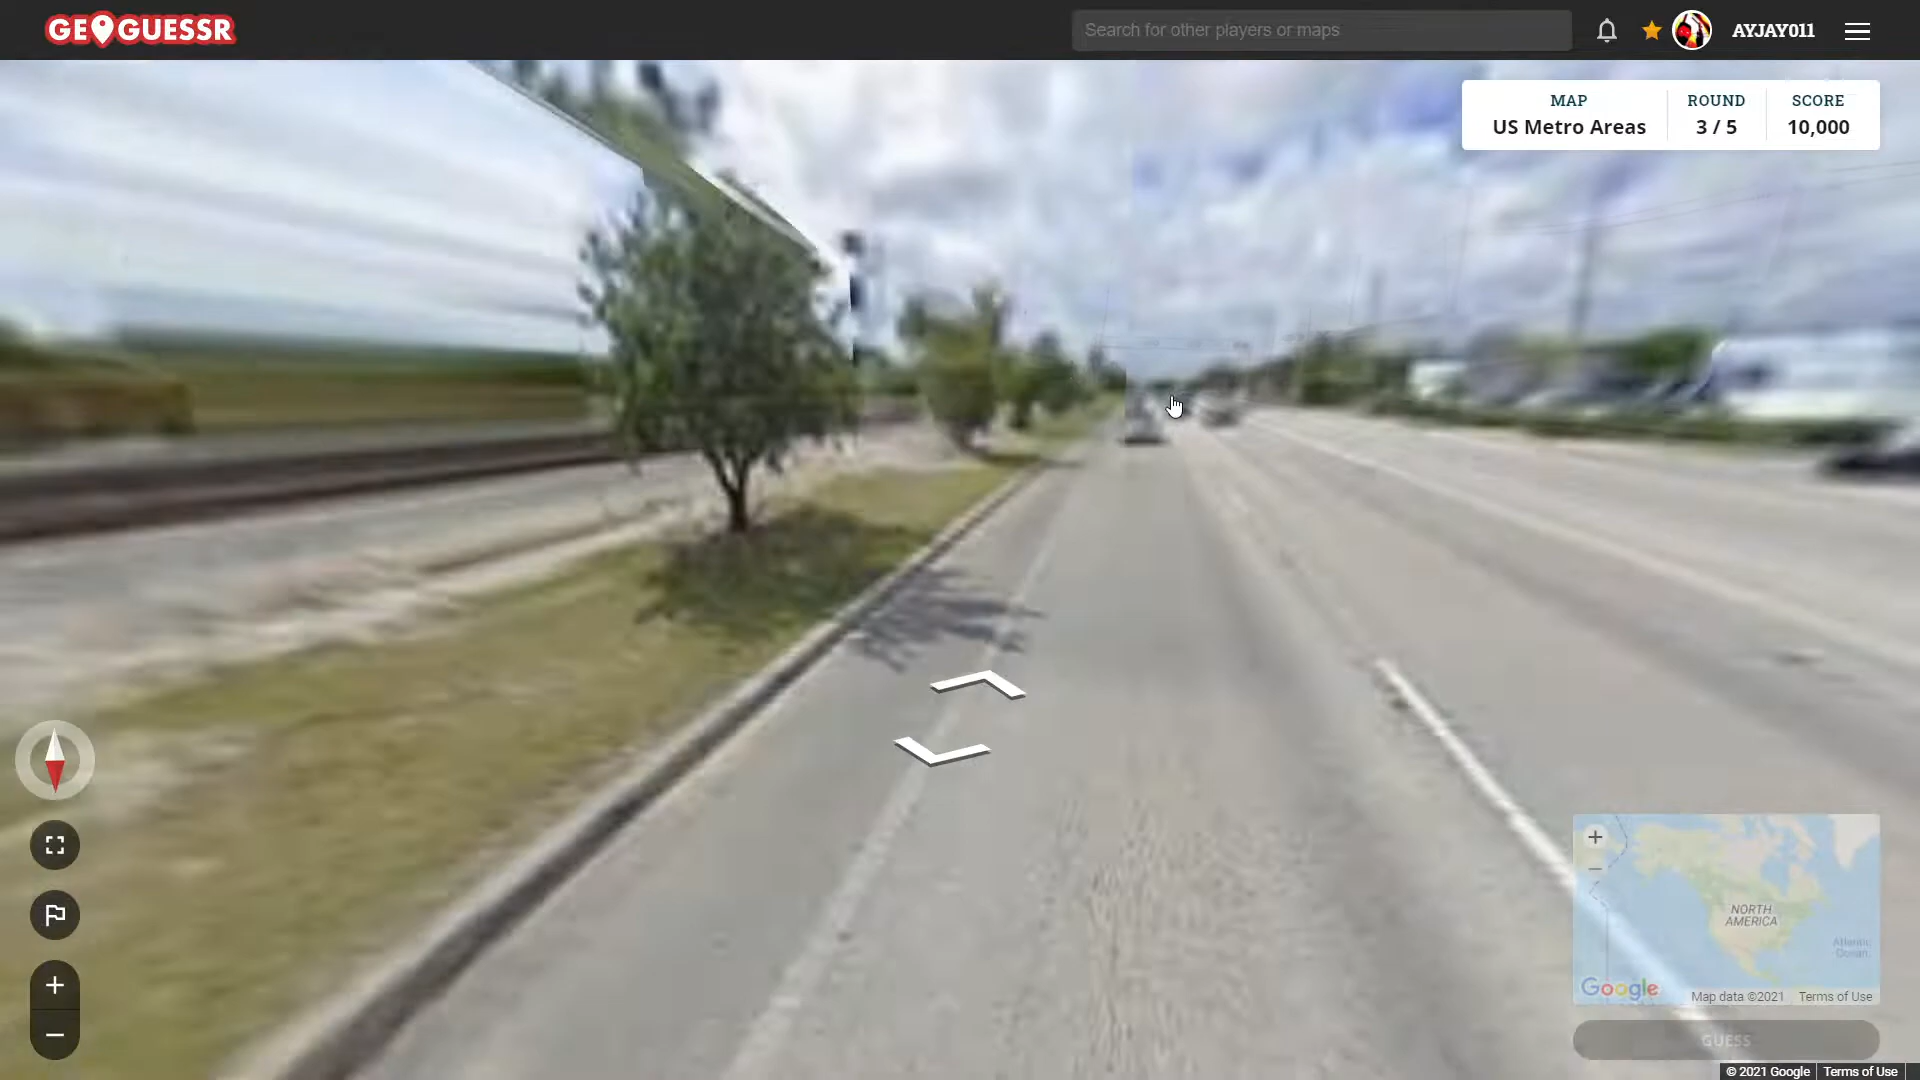 GEOGUESSR
Search for other players or maps
AYJAY011
MAP
US Metro Areas
ROUND
3 / 5
SCORE
10,000
NORTH
AMERICA
Atlantic
Ocean
Google
Map data ©2021
Terms of Use
GUESS
© 2021 Google
Terms of Use